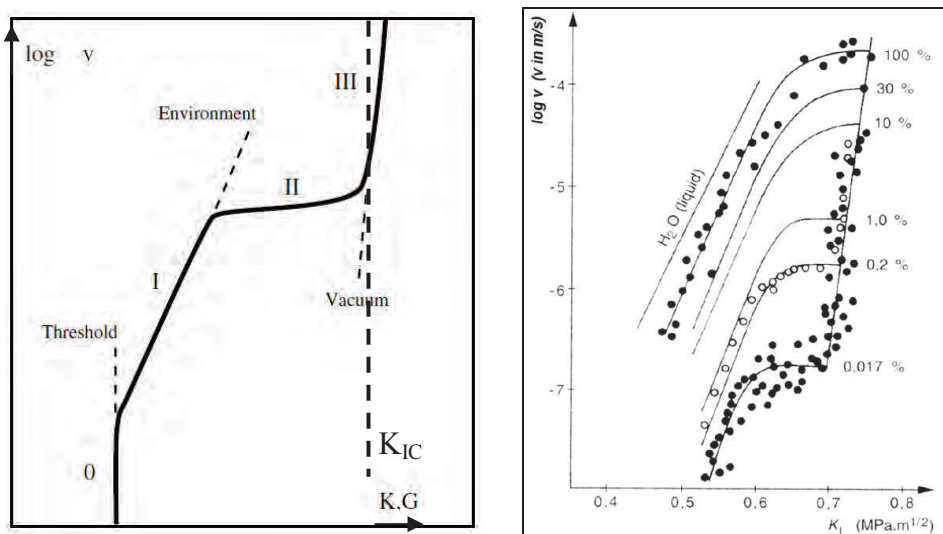 log v
III
Environment
II
I
Vacuum
Threshold
0
K_IC
K,G
log v (v in m/s)
-4
-5
-6
-7
H₂O (liquid)
100 %
30 %
10 %
1,0 %
0,2 %
0,017 %
0.4 0.5 0.6 0.7 0.8
K_I (MPa.m^1/2)